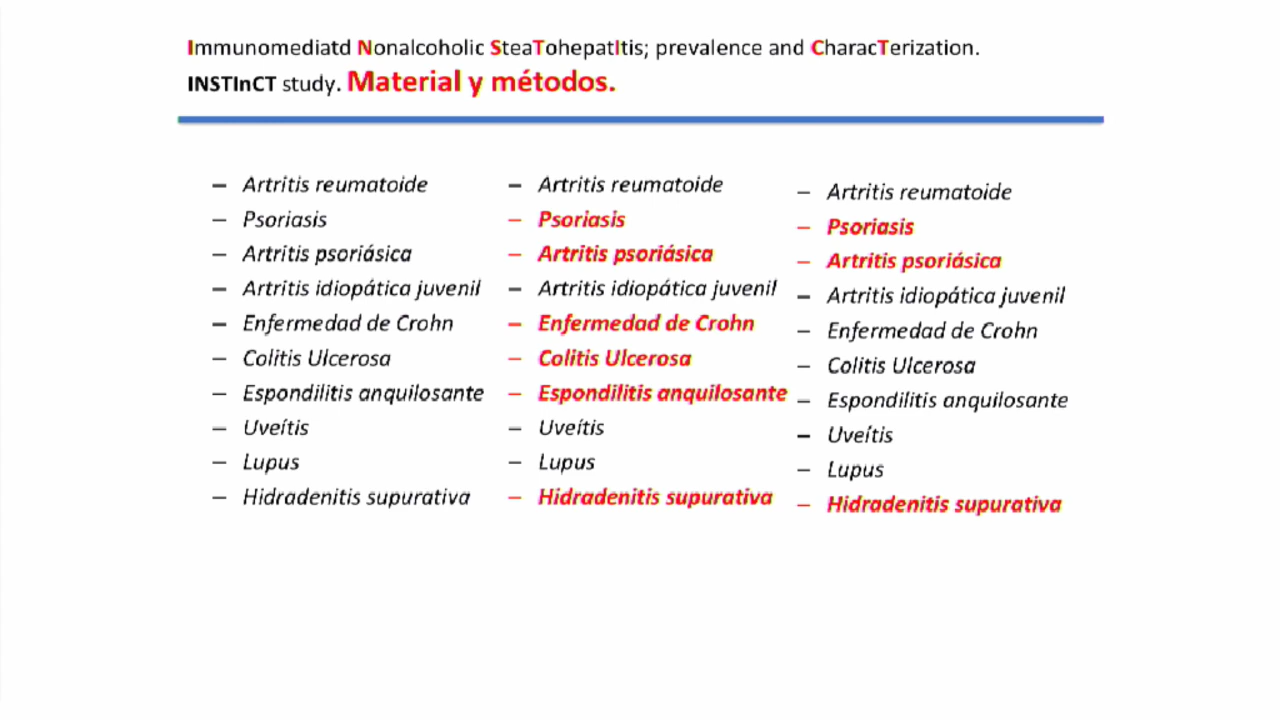 Immunomediatd Nonalcoholic SteaTohepatItis; prevalence and CharacTerization.
INSTInCT study. Material y métodos.
– Artritis reumatoide
– Psoriasis
– Artritis psoriásica
– Artritis idiopática juvenil
– Enfermedad de Crohn
– Colitis Ulcerosa
– Espondilitis anquilosante
– Uveítis
– Lupus
– Hidradenitis supurativa
– Artritis reumatoide
– Psoriasis
– Artritis psoriásica
– Artritis idiopática juvenil
– Enfermedad de Crohn
– Colitis Ulcerosa
– Espondilitis anquilosante
– Uveítis
– Lupus
– Hidradenitis supurativa
– Artritis reumatoide
– Psoriasis
– Artritis psoriásica
– Artritis idiopática juvenil
– Enfermedad de Crohn
– Colitis Ulcerosa
– Espondilitis anquilosante
– Uveítis
– Lupus
– Hidradenitis supurativa